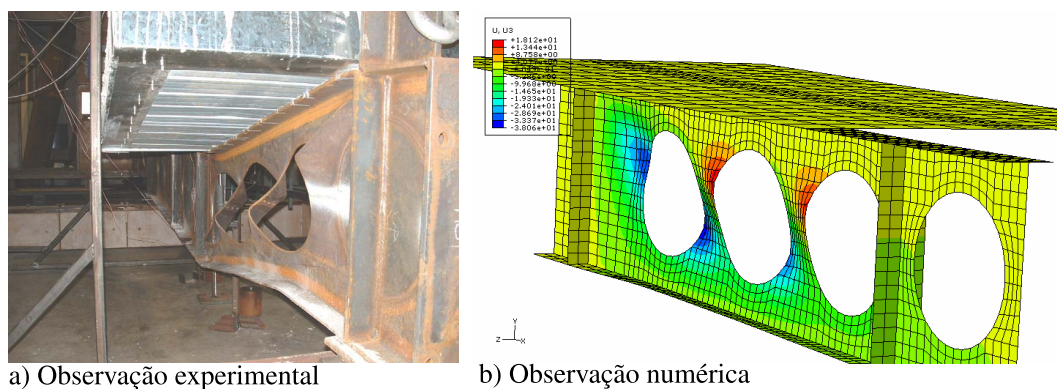 U, U3
+1.812e+01
+1.344e+01
+8.758e+00
-9.968e+00
-1.465e+01
-1.933e+01
-2.401e+01
-2.869e+01
-3.337e+01
-3.806e+01
Y
Z
X
a) Observação experimental
b) Observação numérica